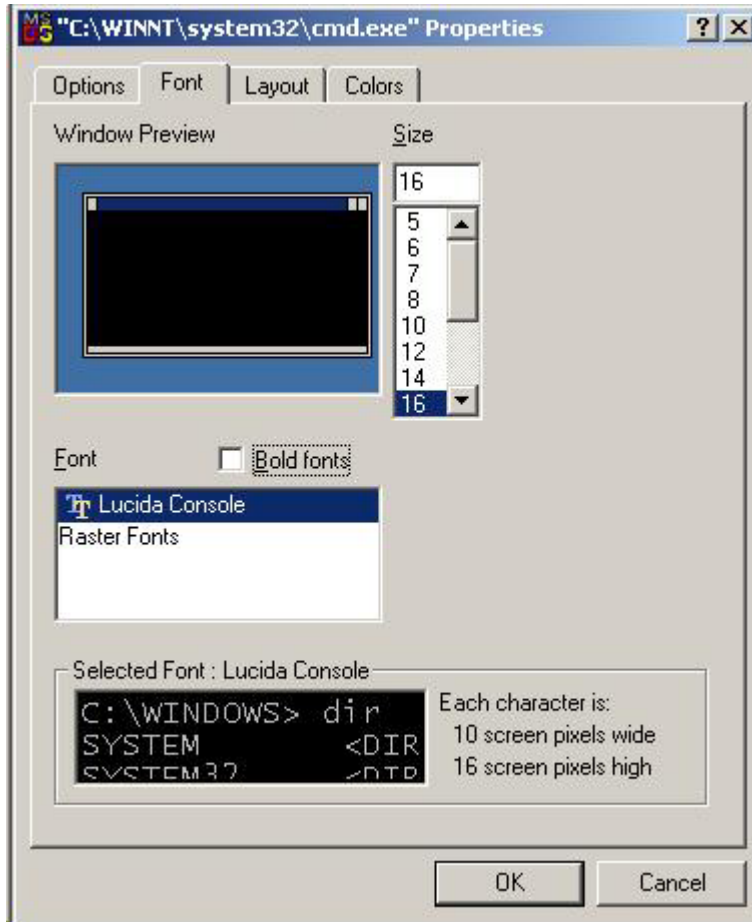 "C:\WINNT\system32\cmd.exe" Properties
Options Font Layout Colors
Window Preview
Size
16
5
6
7
8
10
12
14
16
Font
Bold fonts
Lucida Console
Raster Fonts
Selected Font : Lucida Console
C:\WINDOWS> dir
SYSTEM <DIR
SYSTEM32 <DIR
Each character is:
10 screen pixels wide
16 screen pixels high
OK Cancel